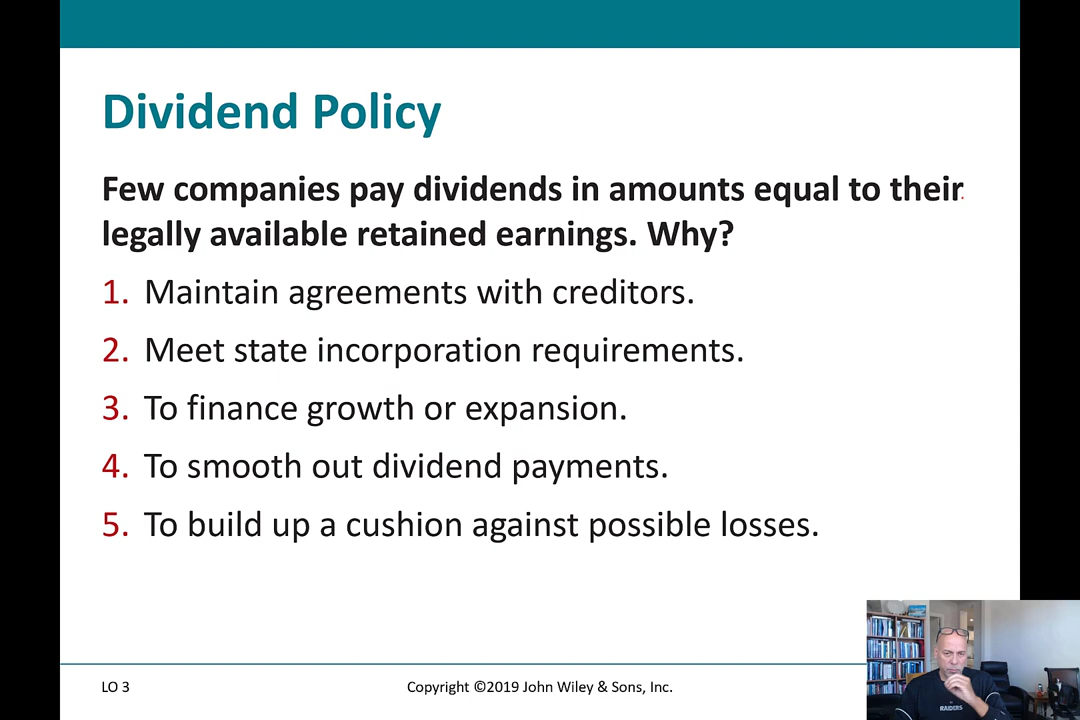 Dividend Policy
Few companies pay dividends in amounts equal to their
legally available retained earnings. Why?
1. Maintain agreements with creditors.
2. Meet state incorporation requirements.
3. To finance growth or expansion.
4. To smooth out dividend payments.
5. To build up a cushion against possible losses.
LO 3
Copyright ©2019 John Wiley & Sons, Inc.
RAIDERS